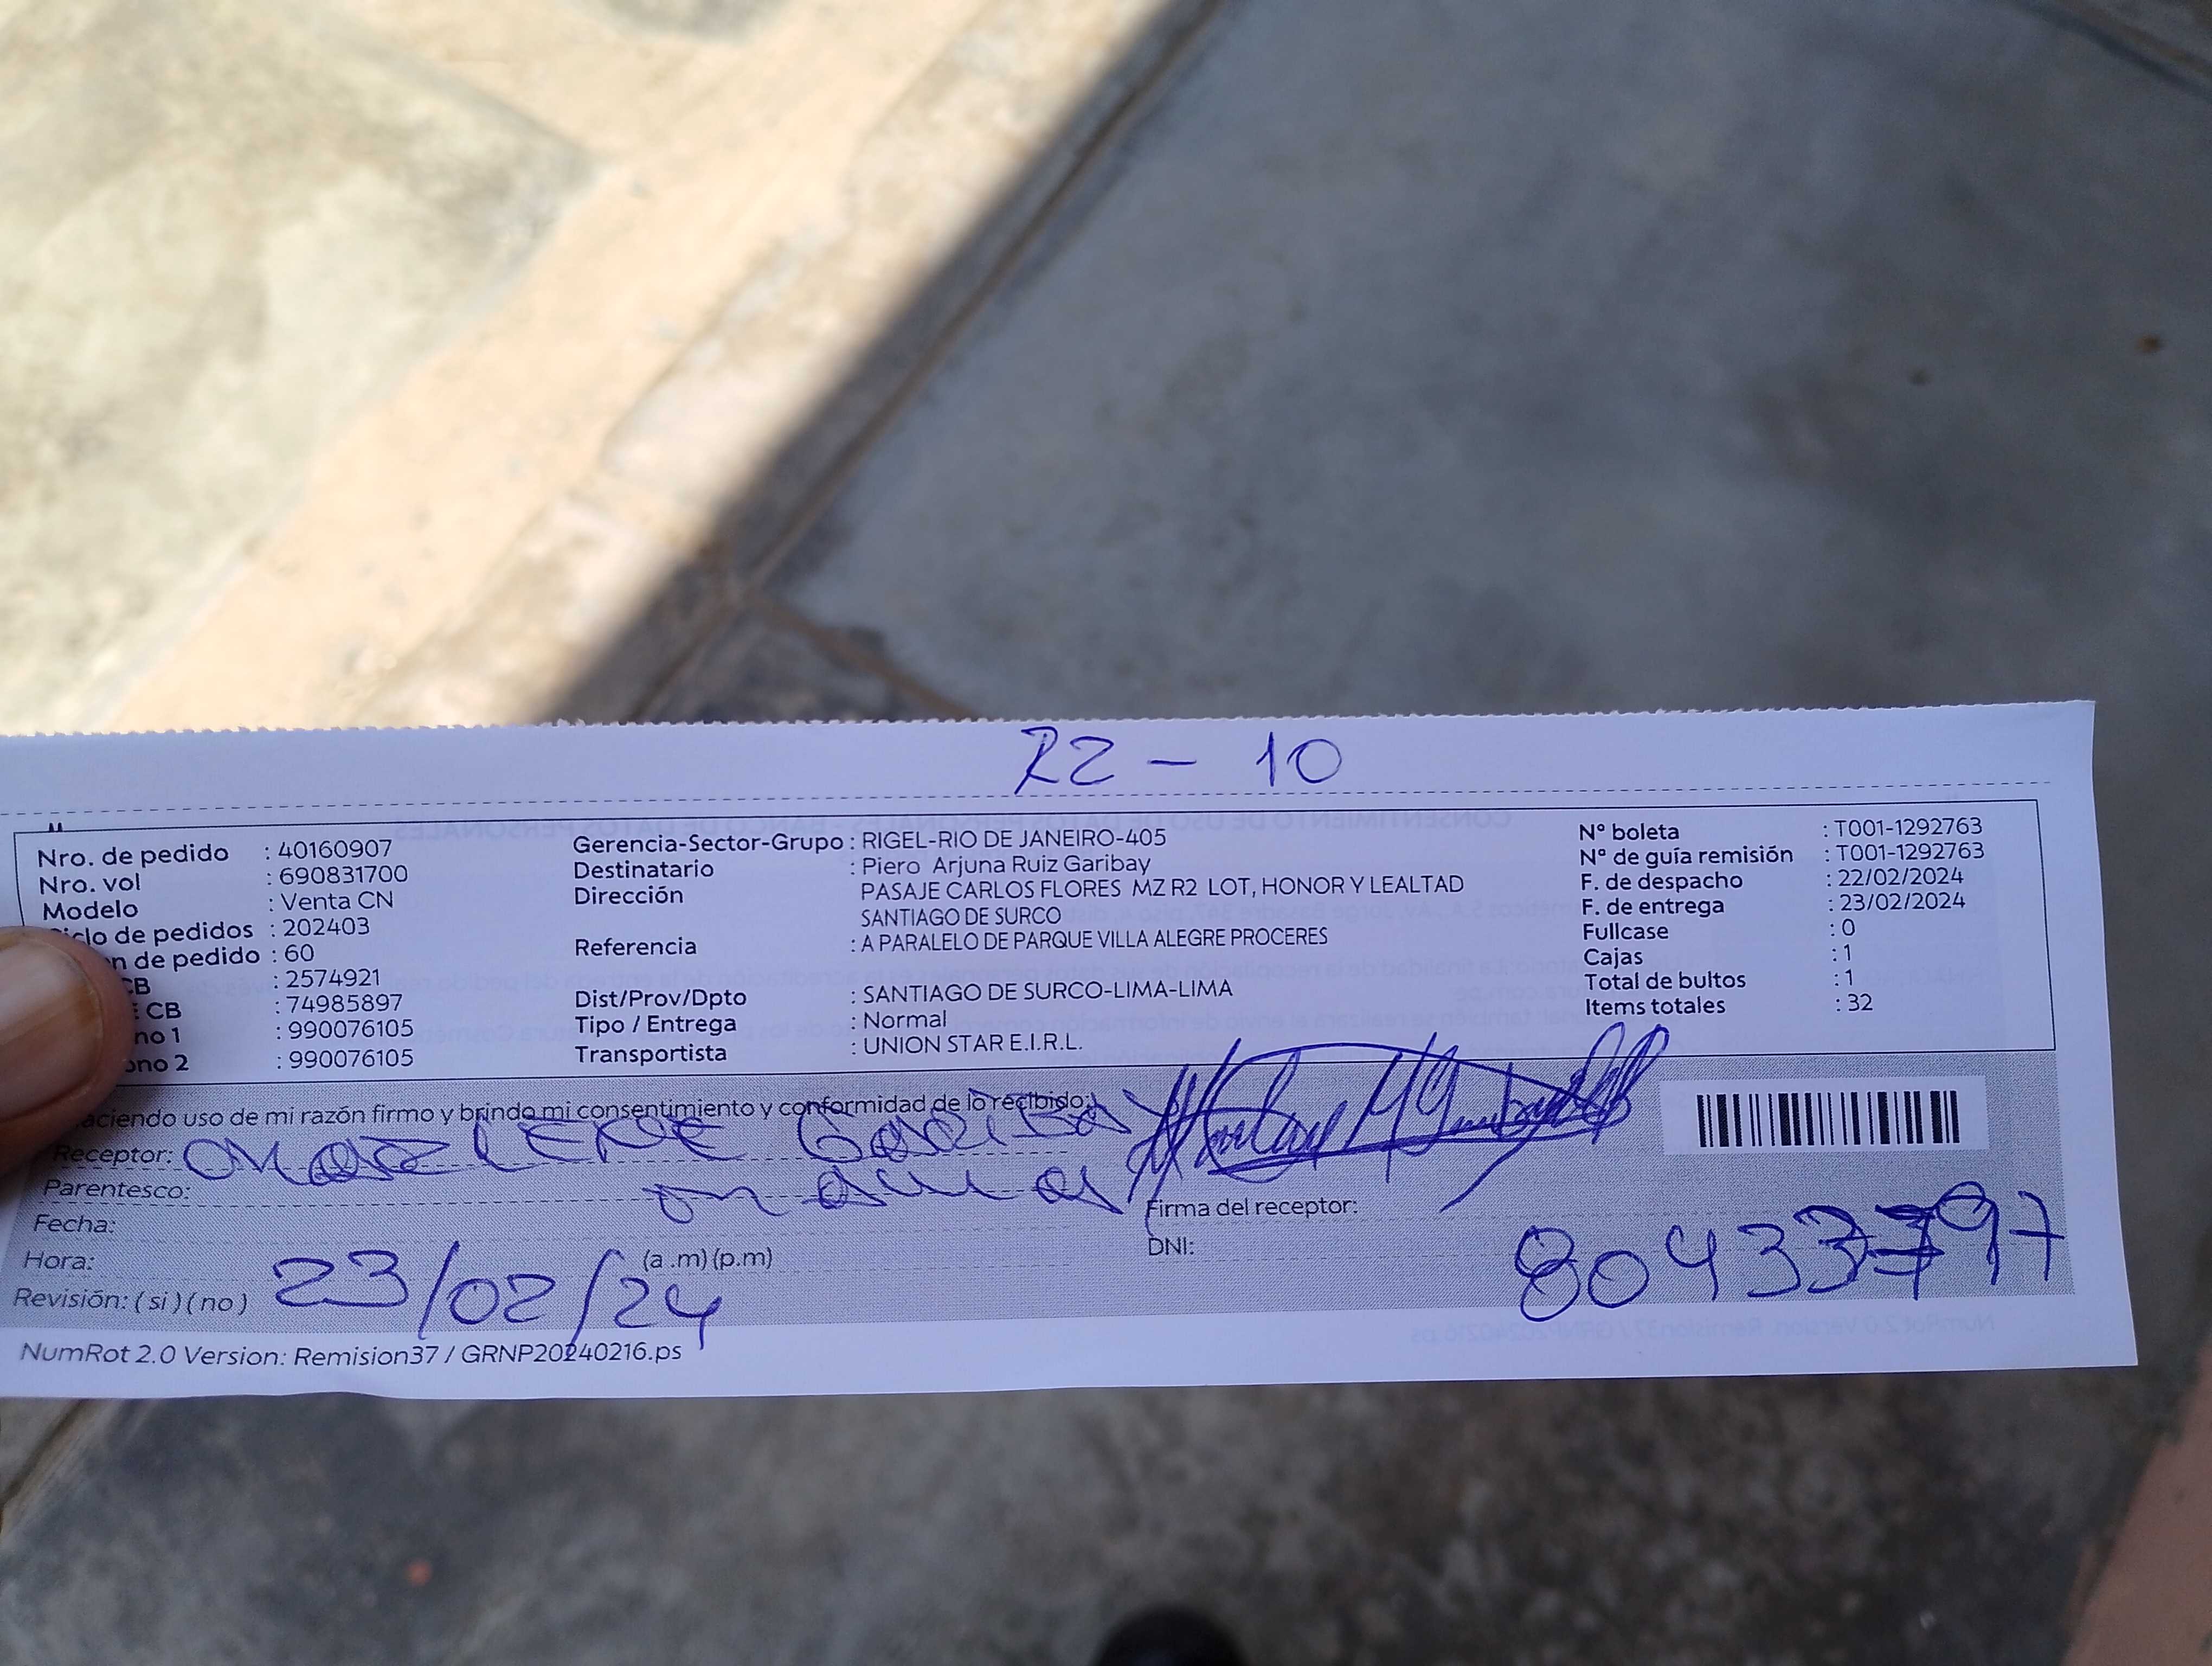 R2 - 10
Nro. de pedido : 40160907
Nro. vol : 690831700
Modelo : Venta CN
clo de pedidos : 202403
n de pedido : 60
CB : 2574921
CB : 74985897
no 1 : 990076105
ono 2 : 990076105
Gerencia-Sector-Grupo : RIGEL-RIO DE JANEIRO-405
Destinatario : Piero Arjuna Ruiz Garibay
Dirección PASAJE CARLOS FLORES MZ R2 LOT, HONOR Y LEALTAD
SANTIAGO DE SURCO
Referencia : A PARALELO DE PARQUE VILLA ALEGRE PROCERES
Dist/Prov/Dpto : SANTIAGO DE SURCO-LIMA-LIMA
Tipo / Entrega : Normal
Transportista : UNION STAR E.I.R.L.
N° boleta : T001-1292763
N° de guía remisión : T001-1292763
F. de despacho : 22/02/2024
F. de entrega : 23/02/2024
Fullcase : 0
Cajas : 1
Total de bultos : 1
Items totales : 32
aciendo uso de mi razón firmo y brindo mi consentimiento y conformidad de lo recibido:
Receptor:
Parentesco:
Fecha:
Hora: (a.m) (p.m)
Revisión: (si) (no) 23/02/24
Firma del receptor:
DNI:
NumRot 2.0 Version: Remision37 / GRNP20240216.ps